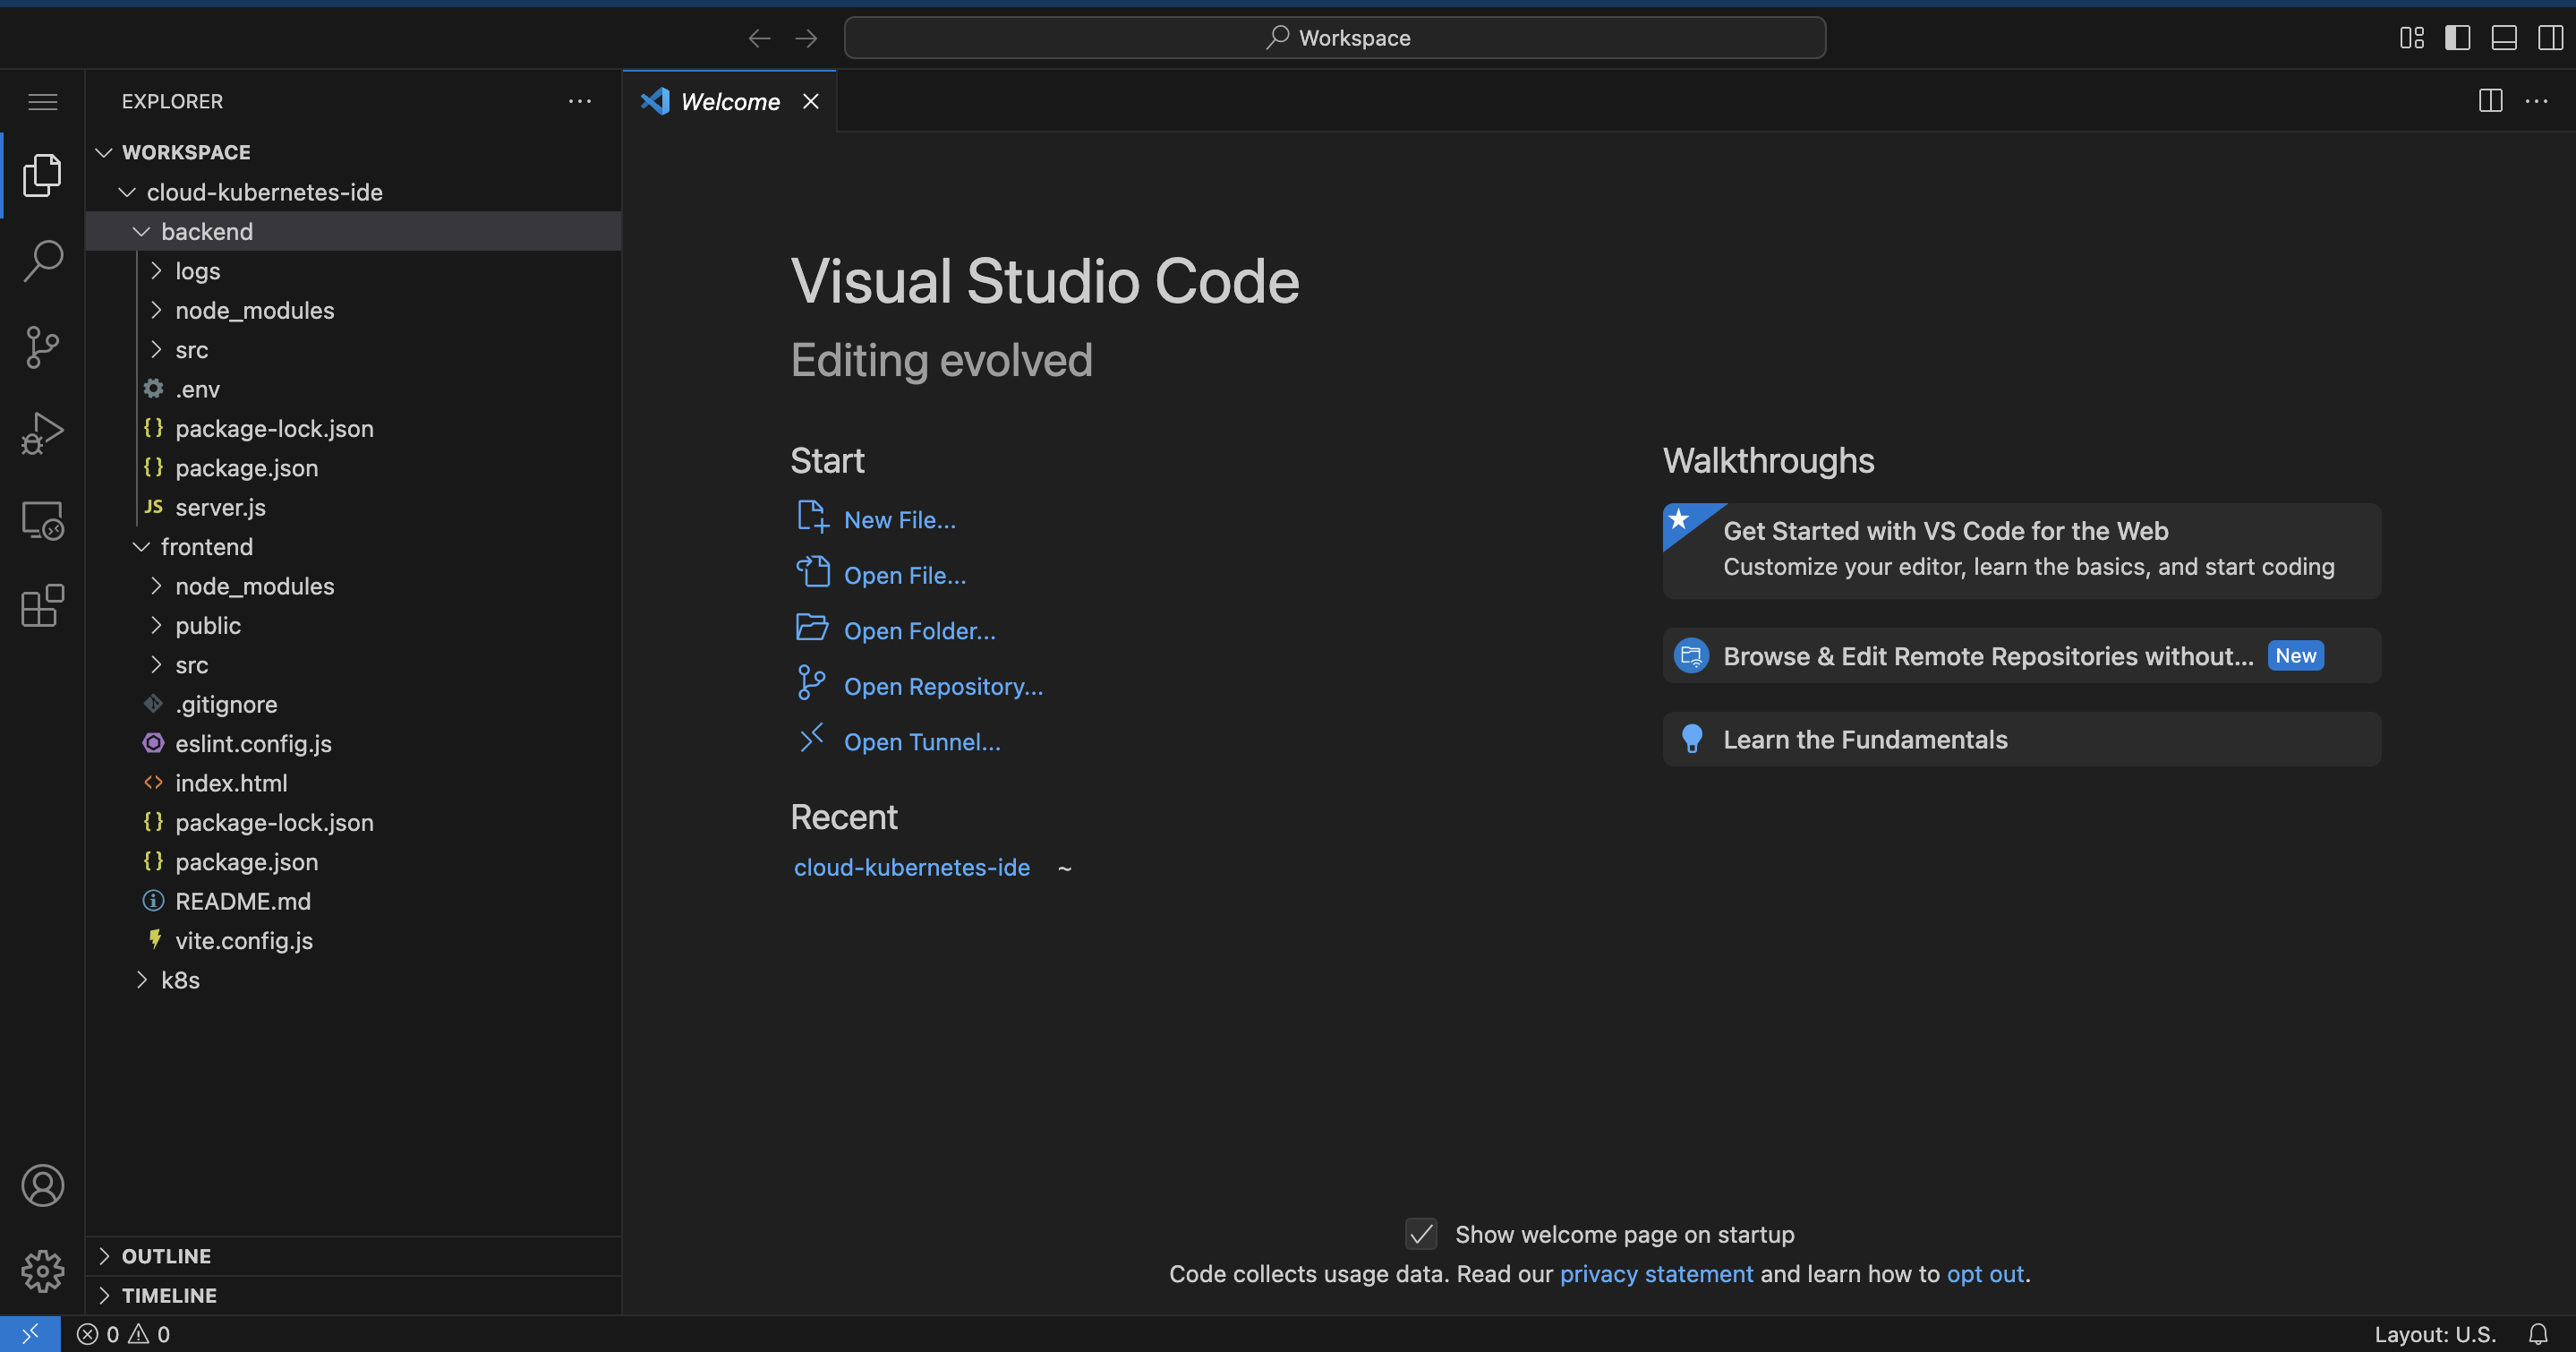 Workspace
EXPLORER
WORKSPACE
cloud-kubernetes-ide
backend
logs
node_modules
src
.env
package-lock.json
package.json
JS server.js
frontend
node_modules
public
src
.gitignore
eslint.config.js
index.html
package-lock.json
package.json
README.md
vite.config.js
k8s
OUTLINE
TIMELINE
Welcome
Visual Studio Code
Editing evolved
Start
New File...
Open File...
Open Folder...
Open Repository...
Open Tunnel...
Recent
cloud-kubernetes-ide ~
Walkthroughs
Get Started with VS Code for the Web
Customize your editor, learn the basics, and start coding
Browse & Edit Remote Repositories without... New
Learn the Fundamentals
Show welcome page on startup
Code collects usage data. Read our privacy statement and learn how to opt out.
0 0
Layout: U.S.